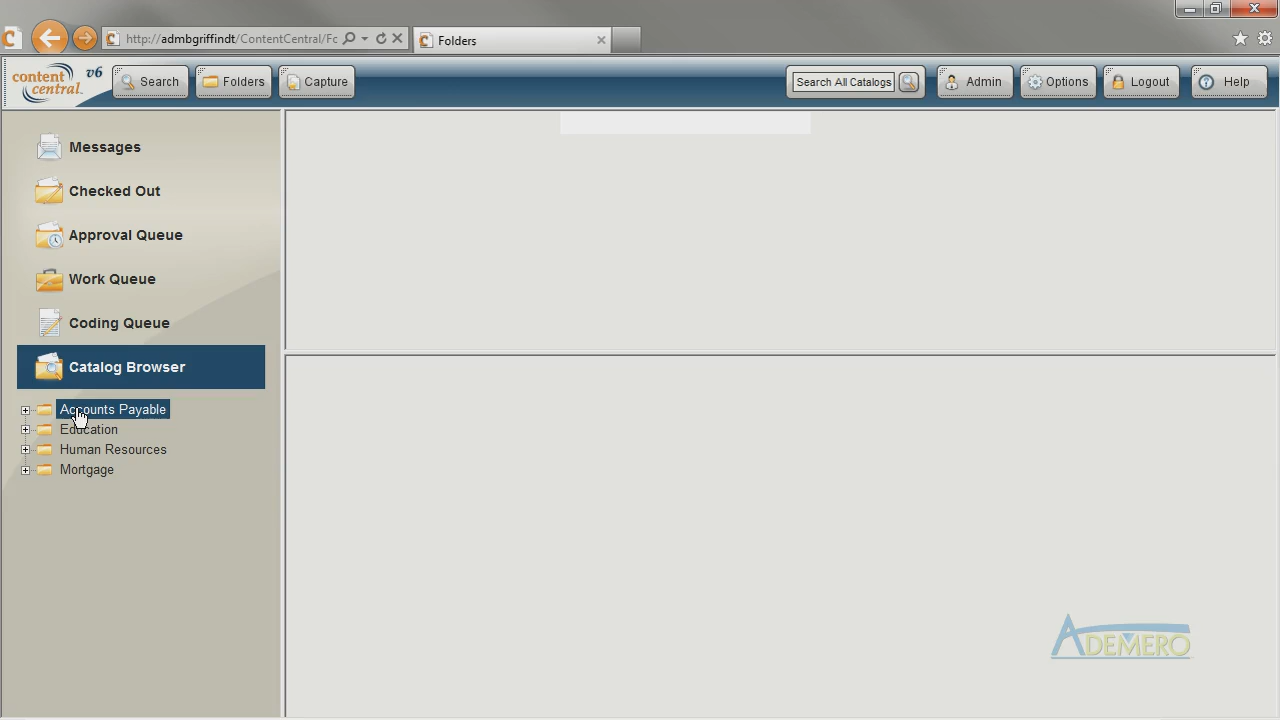 http://admbgriffindt/ContentCentral/Fc
Folders
content central. v6
Search
Folders
Capture
Search All Catalogs
Admin
Options
Logout
Help
Messages
Checked Out
Approval Queue
Work Queue
Coding Queue
Catalog Browser
Accounts Payable
Education
Human Resources
Mortgage
ADEMERO